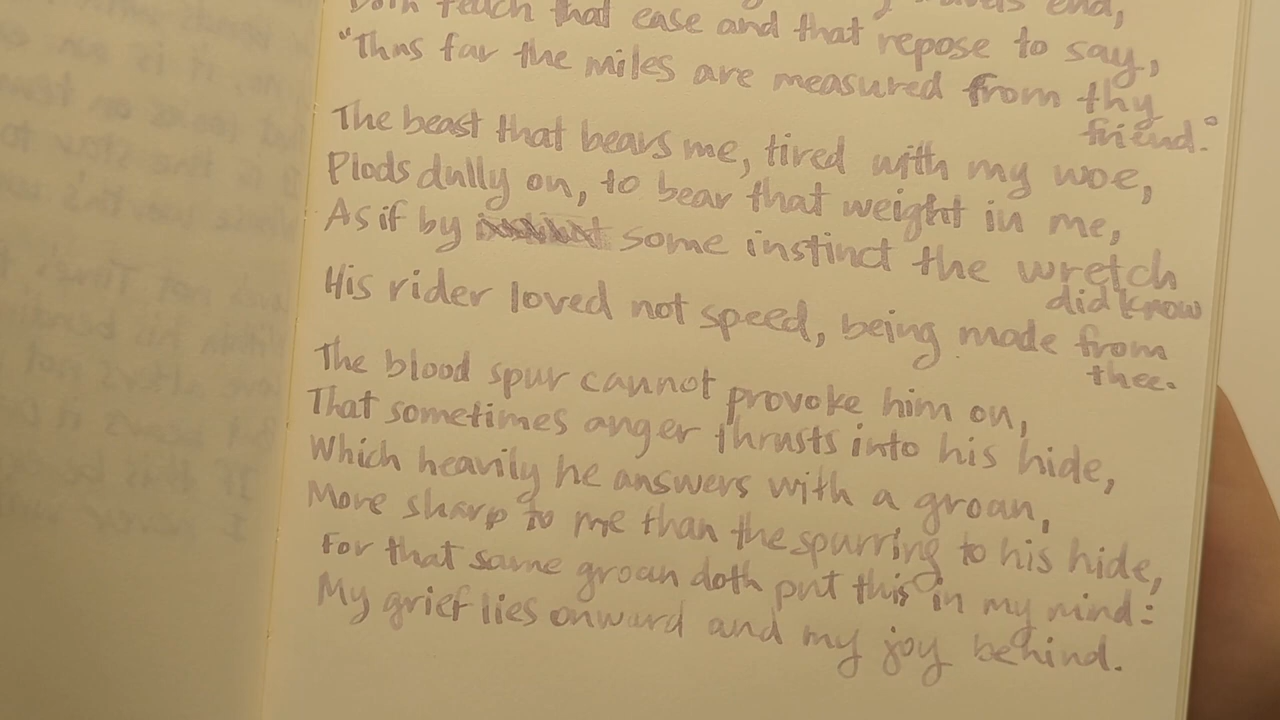 travels end,
Doth teach that ease and that repose to say,
"Thus far the miles are measured from thy
friend."
The beast that bears me, tired with my woe,
Plods dully on, to bear that weight in me,
As if by some instinct the wretch
did know
His rider loved not speed, being made from
thee.
The blood spur cannot provoke him on,
That sometimes anger thrusts into his hide,
Which heavily he answers with a groan,
More sharp to me than the spurring to his hide,
For that same groan doth put this in my mind:
My grief lies onward and my joy behind.